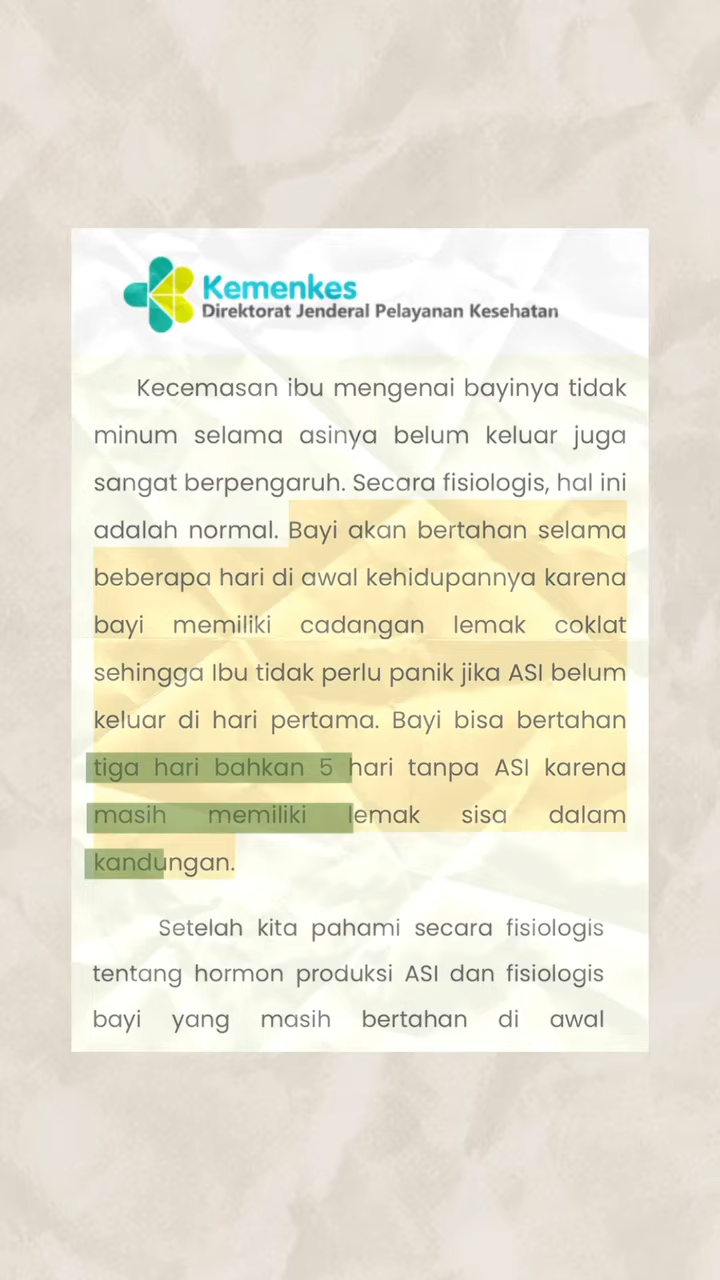 Kemenkes
Direktorat Jenderal Pelayanan Kesehatan
Kecemasan ibu mengenai bayinya tidak
minum selama asinya belum keluar juga
sangat berpengaruh. Secara fisiologis, hal ini
adalah normal. Bayi akan bertahan selama
beberapa hari di awal kehidupannya karena
bayi memiliki cadangan lemak coklat
sehingga Ibu tidak perlu panik jika ASI belum
keluar di hari pertama. Bayi bisa bertahan
tiga hari bahkan 5 hari tanpa ASI karena
masih memiliki lemak sisa dalam
kandungan.
Setelah kita pahami secara fisiologis
tentang hormon produksi ASI dan fisiologis
bayi yang masih bertahan di awal